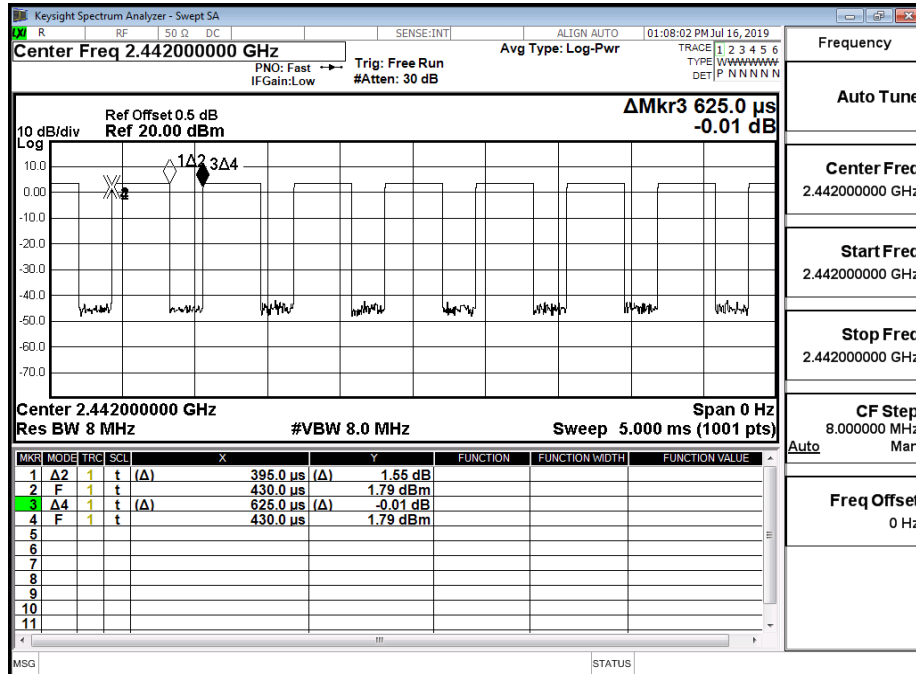 Keysight Spectrum Analyzer - Swept SA
LXI R RF 50 Ω DC SENSE:INT ALIGN AUTO 01:08:02 PM Jul 16, 2019
Center Freq 2.442000000 GHz
PNO: Fast
IFGain:Low
Trig: Free Run
#Atten: 30 dB
Avg Type: Log-Pwr
TRACE 1 2 3 4 5 6
TYPE WWWWWW
DET P N N N N N
Ref Offset 0.5 dB
Ref 20.00 dBm
10 dB/div
Log
ΔMkr3 625.0 µs
-0.01 dB
10.0
0.00
-10.0
-20.0
-30.0
-40.0
-50.0
-60.0
-70.0
1Δ2 3Δ4
Center 2.442000000 GHz Span 0 Hz
Res BW 8 MHz #VBW 8.0 MHz Sweep 5.000 ms (1001 pts)
MKR MODE TRC SCL X Y FUNCTION FUNCTION WIDTH FUNCTION VALUE
1 Δ2 1 t (Δ) 395.0 µs (Δ) 1.55 dB
2 F 1 t 430.0 µs 1.79 dBm
3 Δ4 1 t (Δ) 625.0 µs (Δ) -0.01 dB
4 F 1 t 430.0 µs 1.79 dBm
5
6
7
8
9
10
11
MSG STATUS
Frequency
Auto Tune
Center Freq
2.442000000 GHz
Start Freq
2.442000000 GHz
Stop Freq
2.442000000 GHz
CF Step
8.000000 MHz
Auto Man
Freq Offset
0 Hz